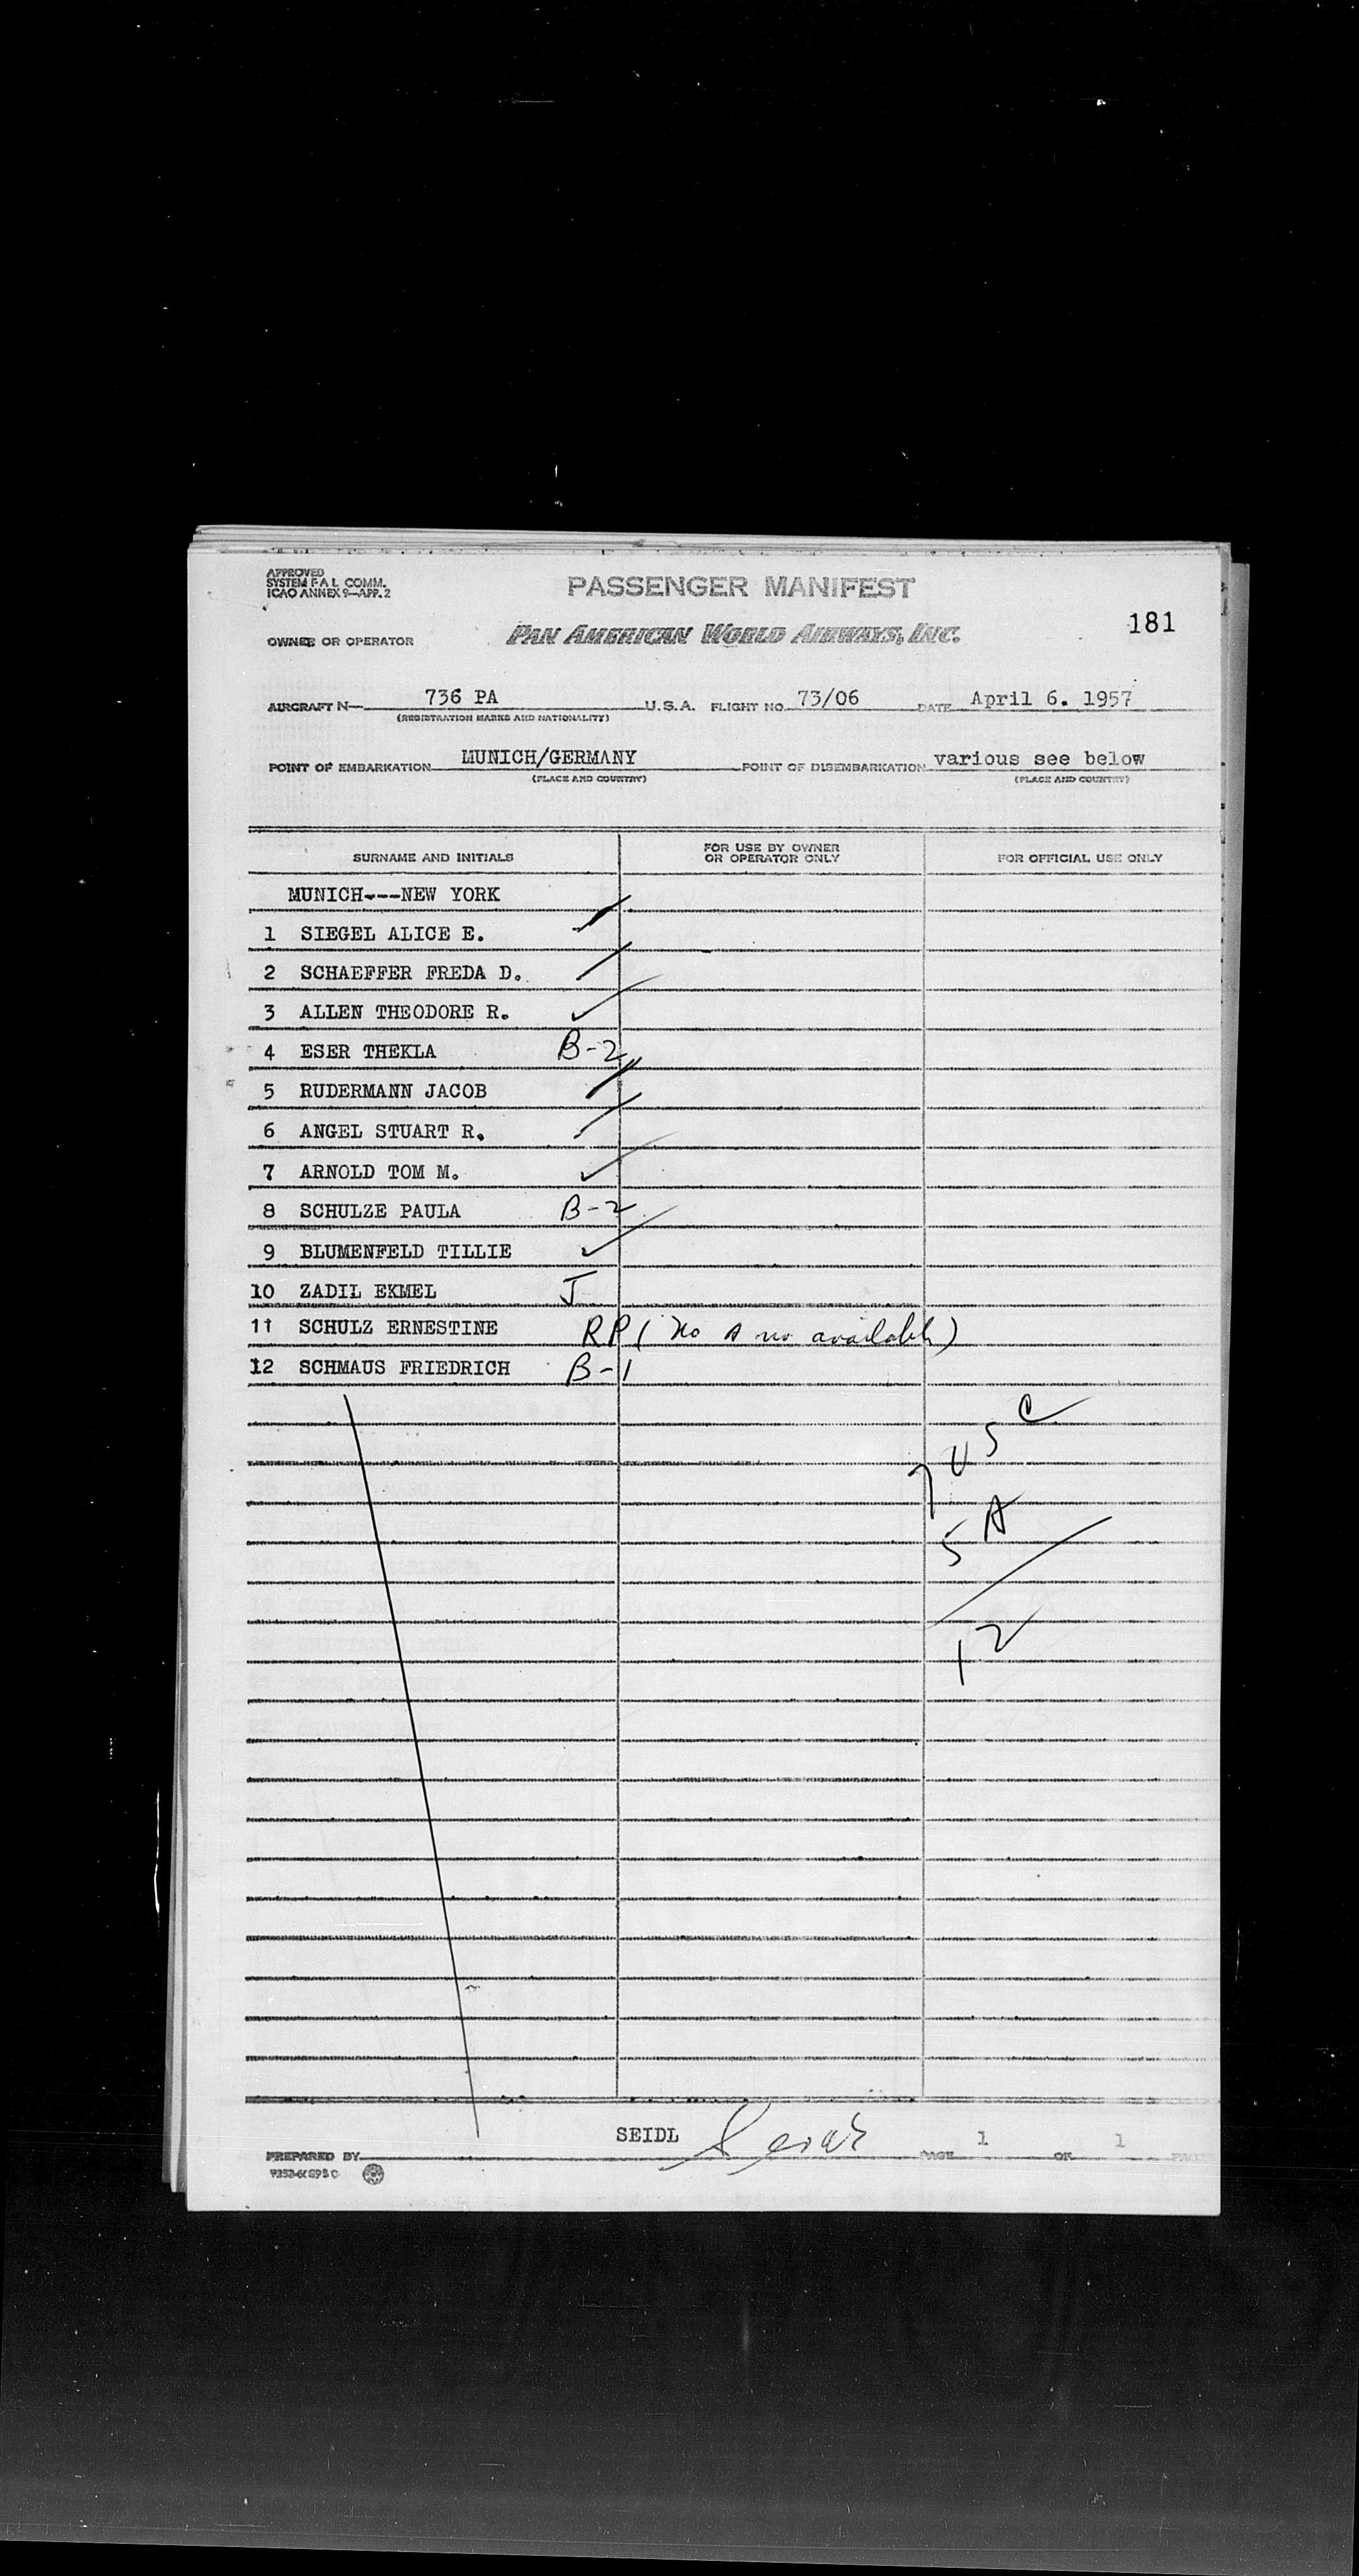 APPROVED
SYSTEM F A L COMM.
ICAO ANNEX 9—APP. 2
PASSENGER MANIFEST
181
OWNER OR OPERATOR PAN AMERICAN WORLD AIRWAYS, INC.
AIRCRAFT N— 736 PA U.S.A. FLIGHT NO. 73/06 DATE April 6. 1957
(REGISTRATION MARKS AND NATIONALITY)
POINT OF EMBARKATION MUNICH/GERMANY POINT OF DISEMBARKATION various see below
(PLACE AND COUNTRY) (PLACE AND COUNTRY)
SURNAME AND INITIALS FOR USE BY OWNER OR OPERATOR ONLY FOR OFFICIAL USE ONLY
MUNICH---NEW YORK
1 SIEGEL ALICE E.
2 SCHAEFFER FREDA D.
3 ALLEN THEODORE R. ✓
4 ESER THEKLA B-2
5 RUDERMANN JACOB
6 ANGEL STUART R.
7 ARNOLD TOM M. ✓
8 SCHULZE PAULA B-2
9 BLUMENFELD TILLIE ✓
10 ZADIL EKMEL J
11 SCHULZ ERNESTINE RP (No A no available)
12 SCHMAUS FRIEDRICH B-1
7 USC
5 A
12
SEIDL Seidl
PREPARED BY PAGE 1 OF 1